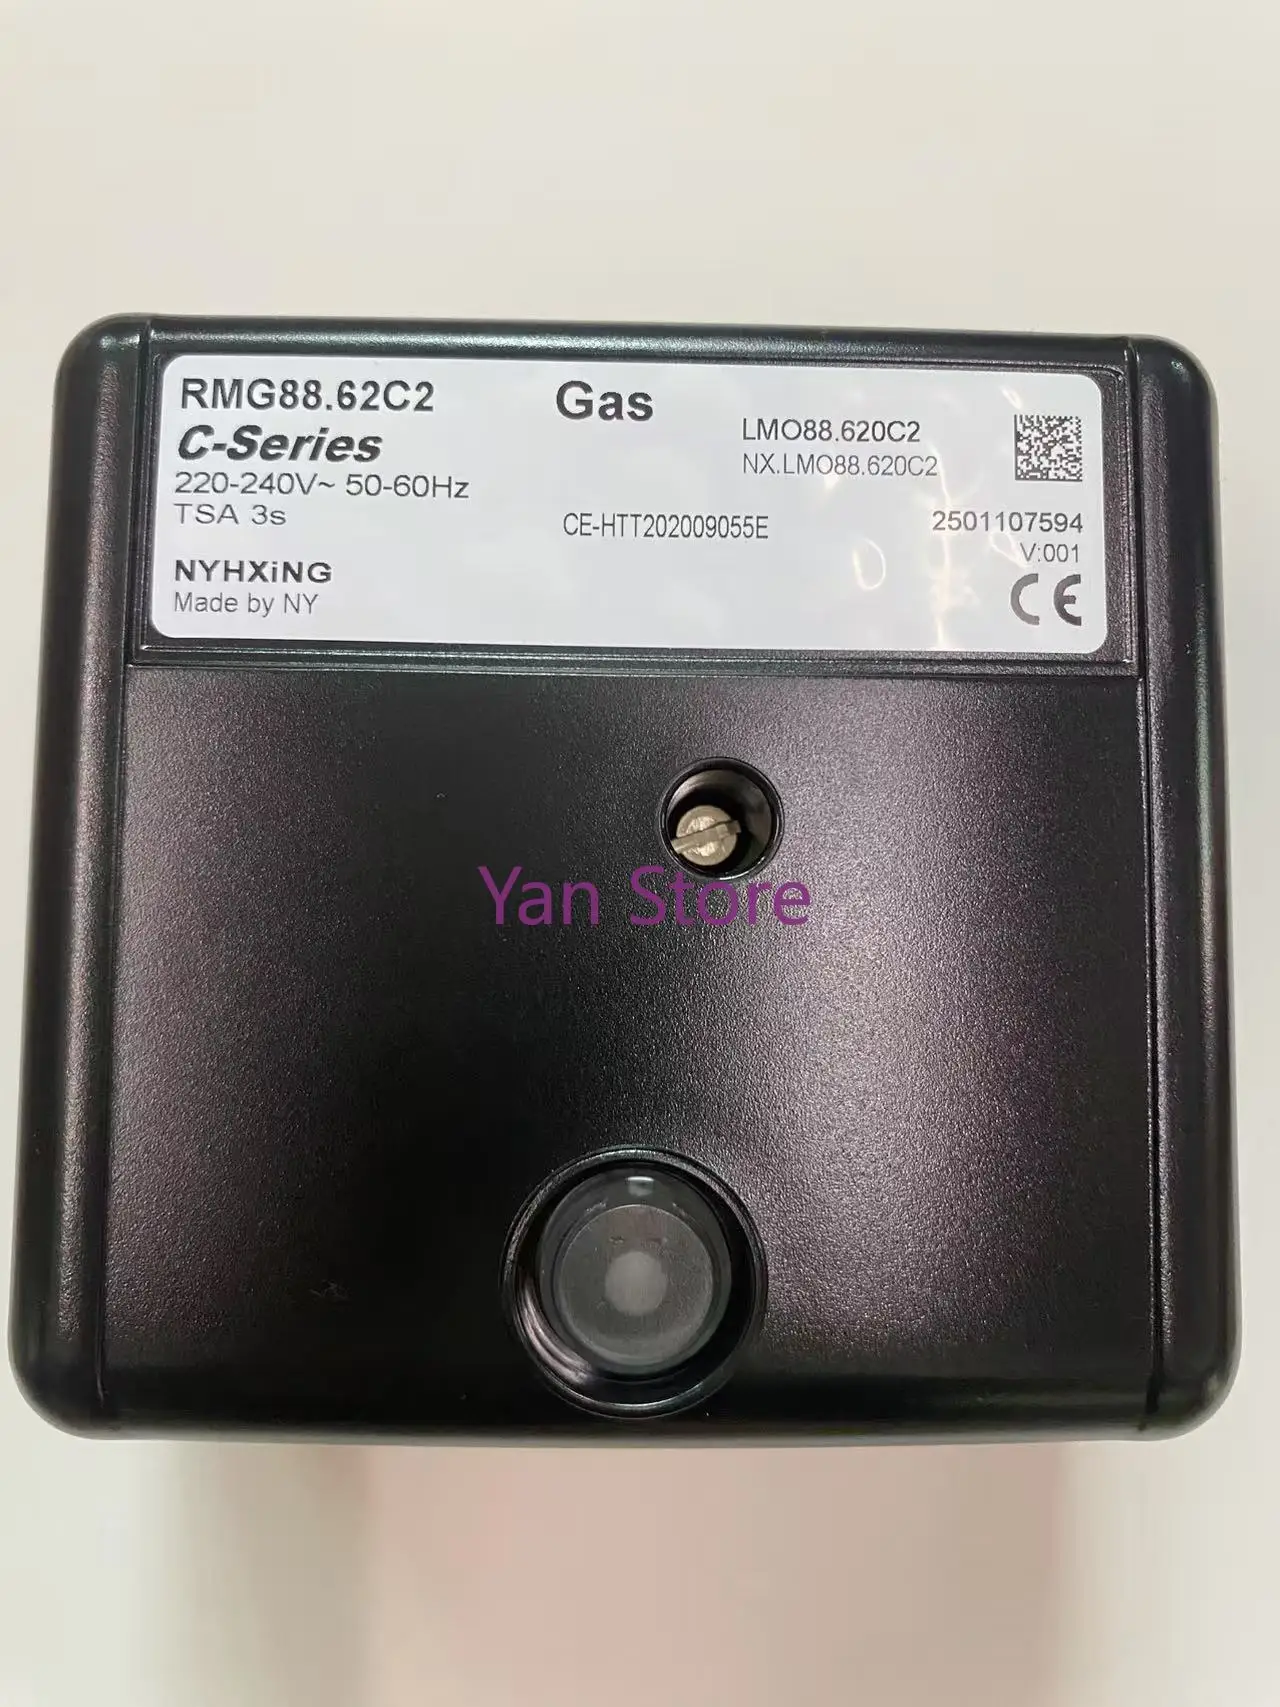 RMG88.62C2
Gas
C-Series
LMO88.620C2
NX.LMO88.620C2
220-240V~ 50-60Hz
TSA 3s
CE-HTT202009055E
2501107594
V:001
NYHXiNG
Made by NY
CE
Yan Store